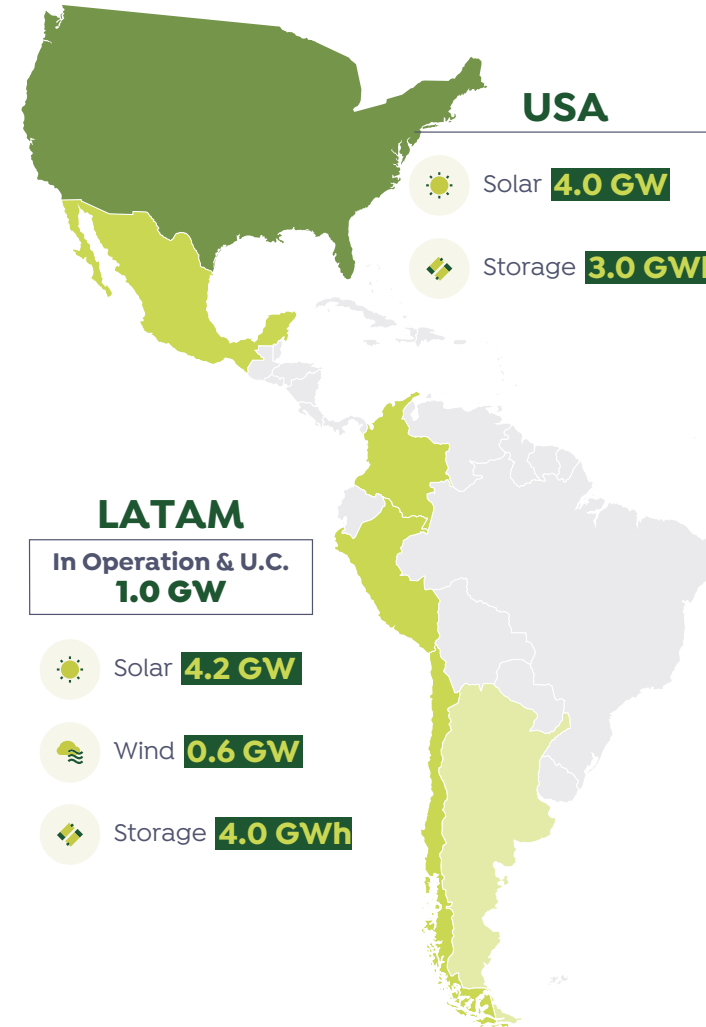 USA
Solar 4.0 GW
Storage 3.0 GWh
LATAM
In Operation & U.C.
1.0 GW
Solar 4.2 GW
Wind 0.6 GW
Storage 4.0 GWh